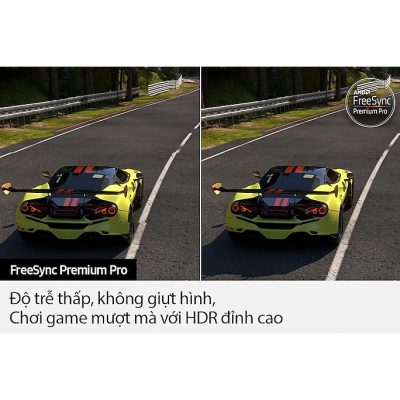 AMD
FreeSync
Premium Pro
FreeSync Premium Pro
Độ trễ thấp, không giựt hình,
Chơi game mượt mà với HDR đỉnh cao